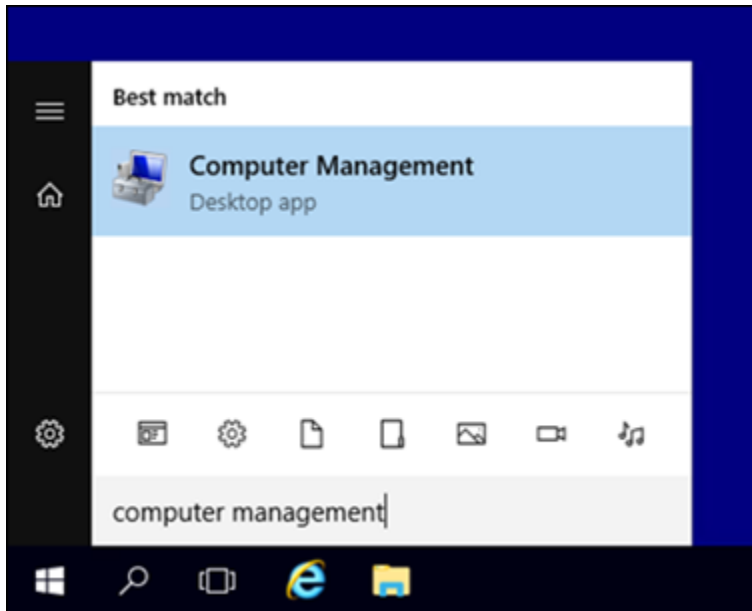 Best match
Computer Management
Desktop app
computer management